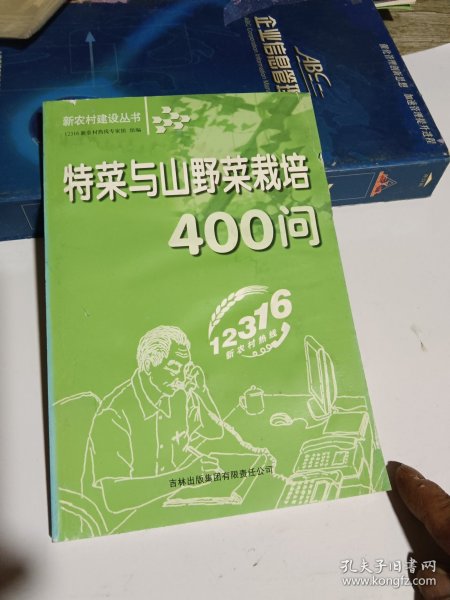 新农村建设丛书
12316新农村热线专家组 组编
特菜与山野菜栽培
400问
12316
新农村热线
吉林出版集团有限责任公司
企业信息管
ABC
孔夫子旧书网
www.kongfz.com